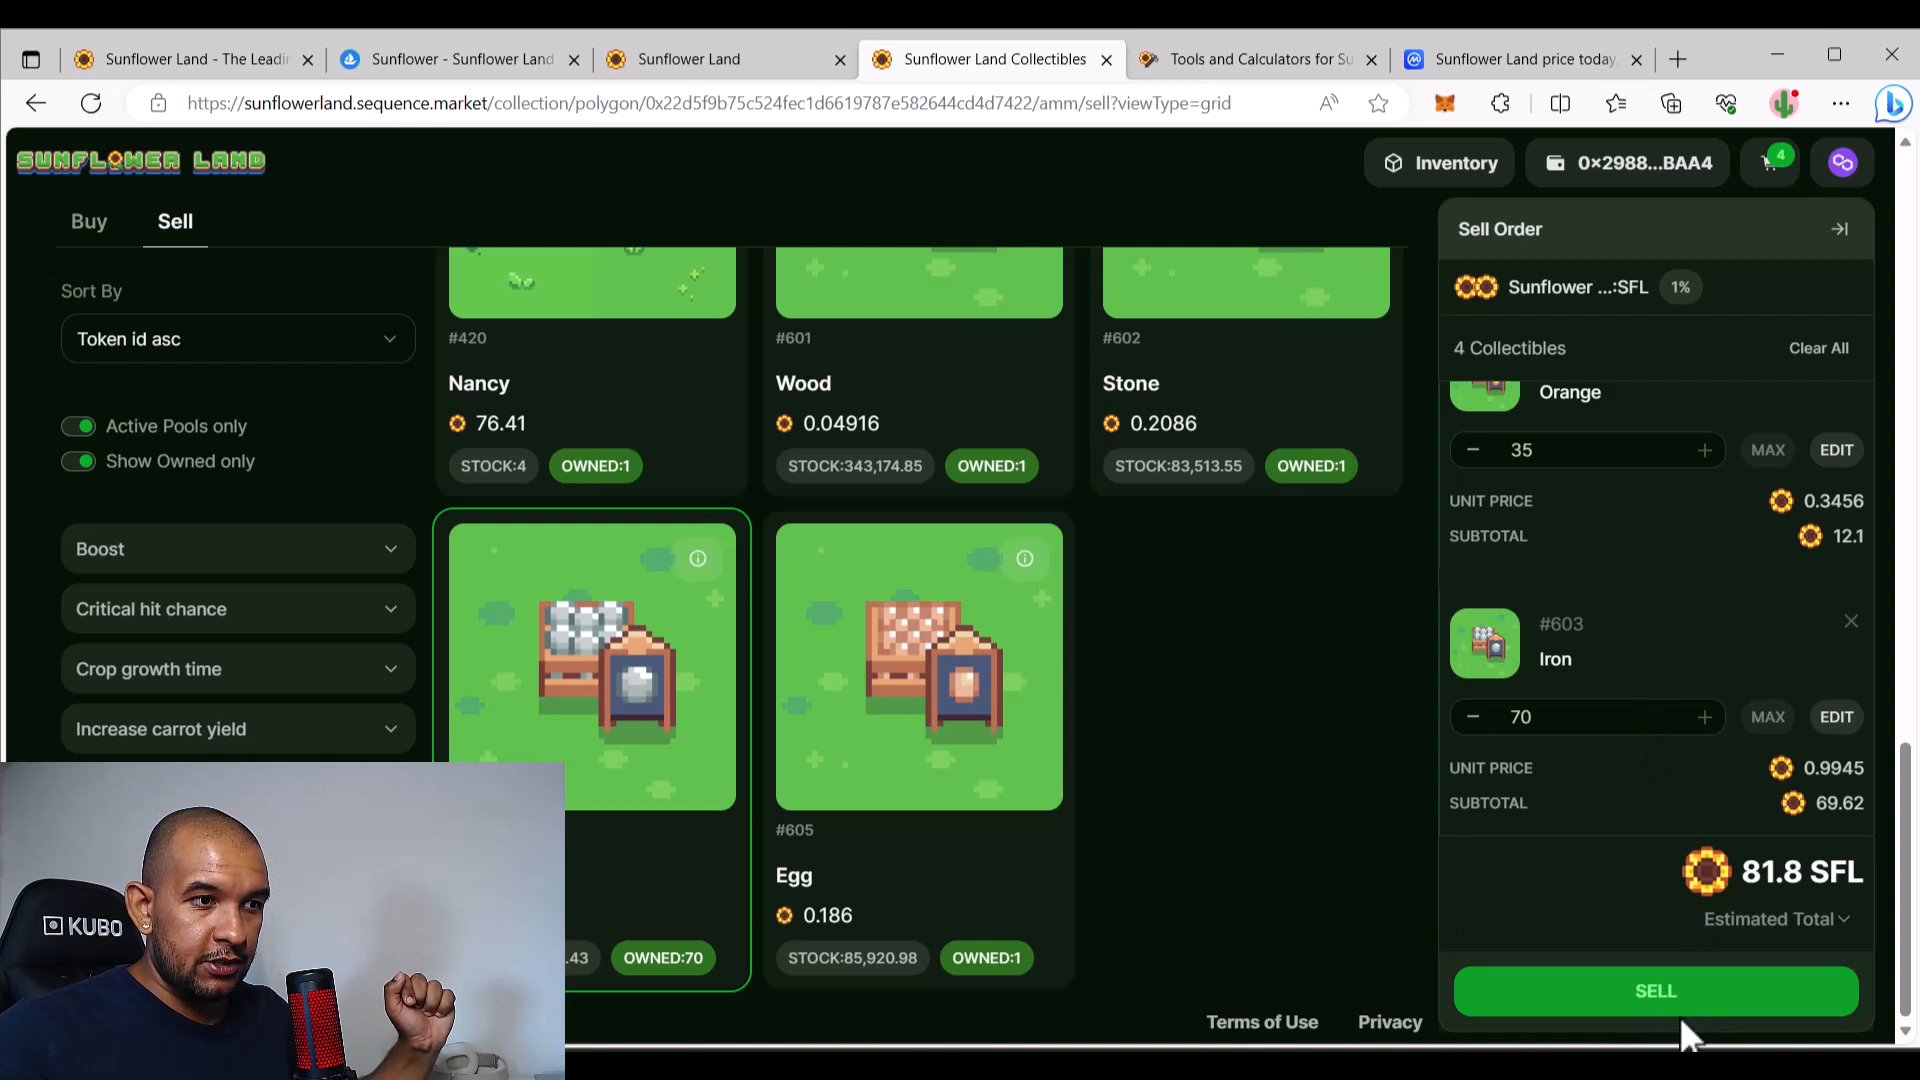 Sunflower Land - The Leadi
Sunflower - Sunflower Land
Sunflower Land
Sunflower Land Collectibles
Tools and Calculators for Su
Sunflower Land price today,
https://sunflowerland.sequence.market/collection/polygon/0x22d5f9b75c524fec1d6619787e582644cd4d7422/amm/sell?viewType=grid
SUNFLOWER LAND
Inventory
0×2988...BAA4
4
Buy
Sell
Sort By
Token id asc
Active Pools only
Show Owned only
Boost
Critical hit chance
Crop growth time
Increase carrot yield
#420
Nancy
76.41
STOCK:4
OWNED:1
#601
Wood
0.04916
STOCK:343,174.85
OWNED:1
#602
Stone
0.2086
STOCK:83,513.55
OWNED:1
.43
OWNED:70
#605
Egg
0.186
STOCK:85,920.98
OWNED:1
Sell Order
Sunflower ...:SFL
1%
4 Collectibles
Clear All
Orange
35
MAX
EDIT
UNIT PRICE
0.3456
SUBTOTAL
12.1
#603
Iron
70
MAX
EDIT
UNIT PRICE
0.9945
SUBTOTAL
69.62
81.8 SFL
Estimated Total
SELL
Terms of Use
Privacy
KUBO